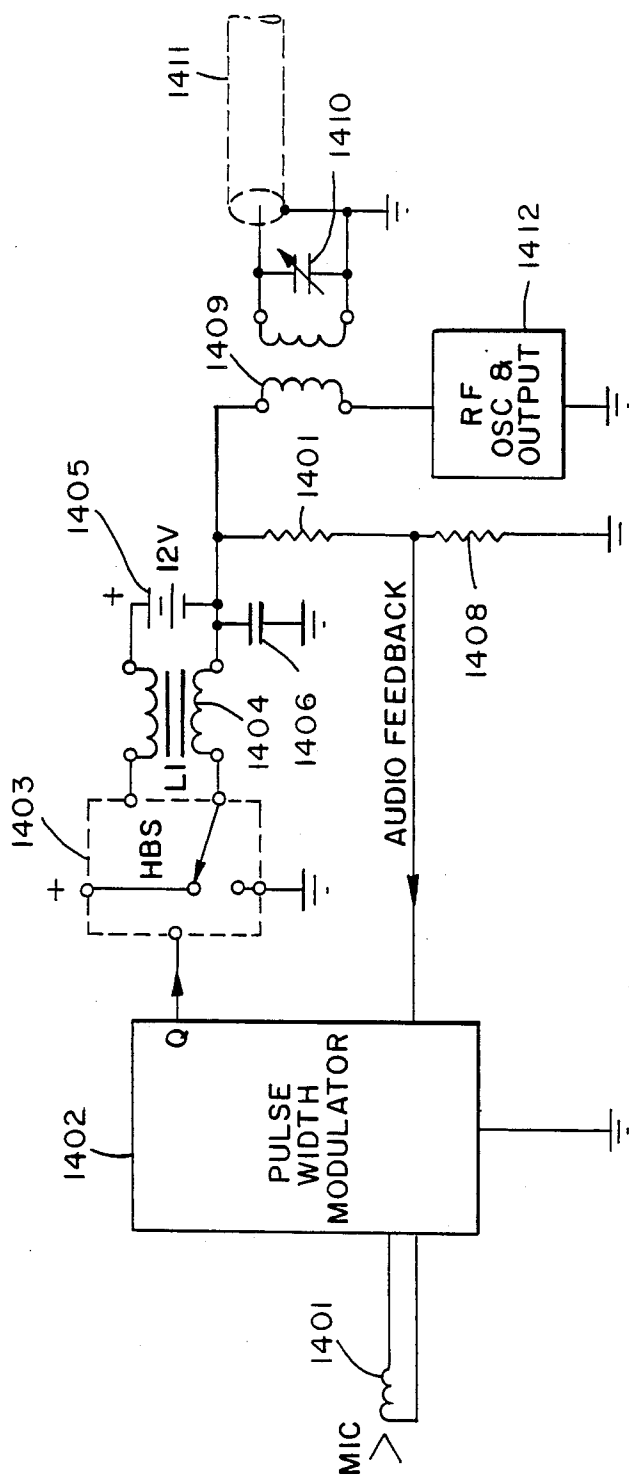 MIC
1401
1402
PULSE
WIDTH
MODULATOR
Q
1403
+
HBS
L1
1404
+
1405
12V
1406
AUDIO FEEDBACK
1401
1408
1409
RF
OSC &
OUTPUT
1412
1410
1411